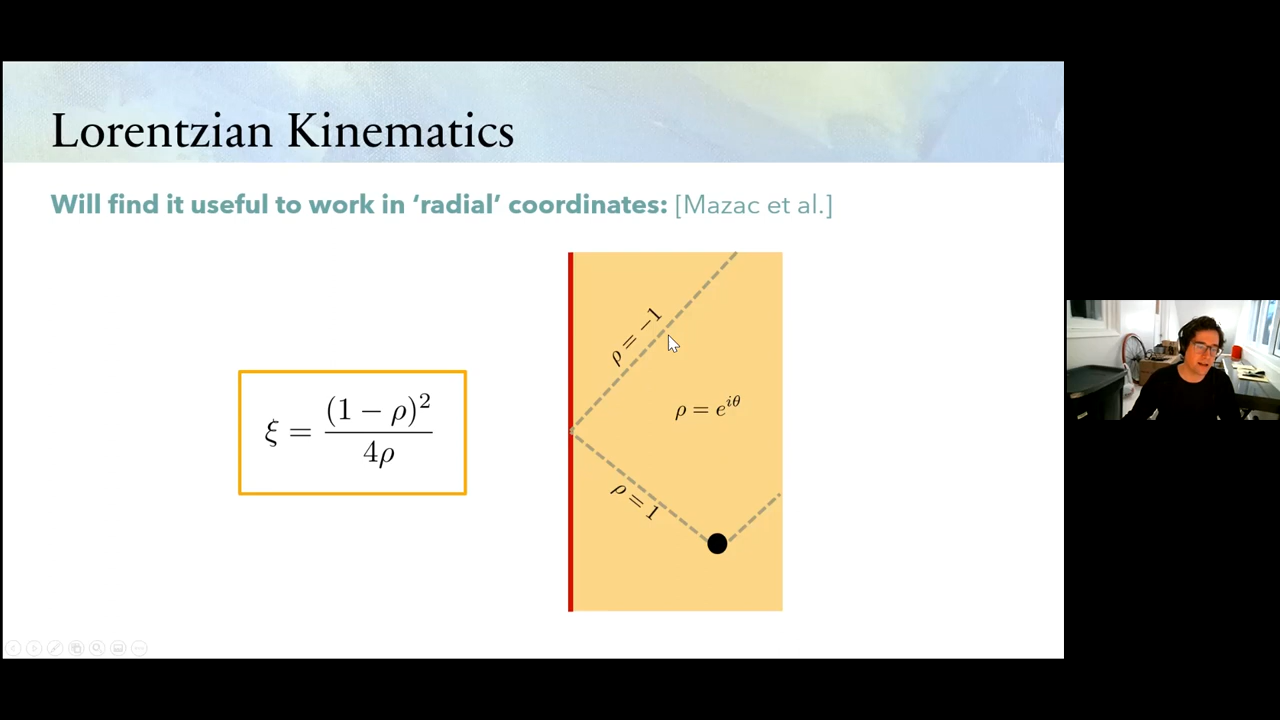 Lorentzian Kinematics
Will find it useful to work in ‘radial’ coordinates: [Mazac et al.]
ρ = −1
ρ = e^{iθ}
ξ = (1 − ρ)² / 4ρ
ρ = 1